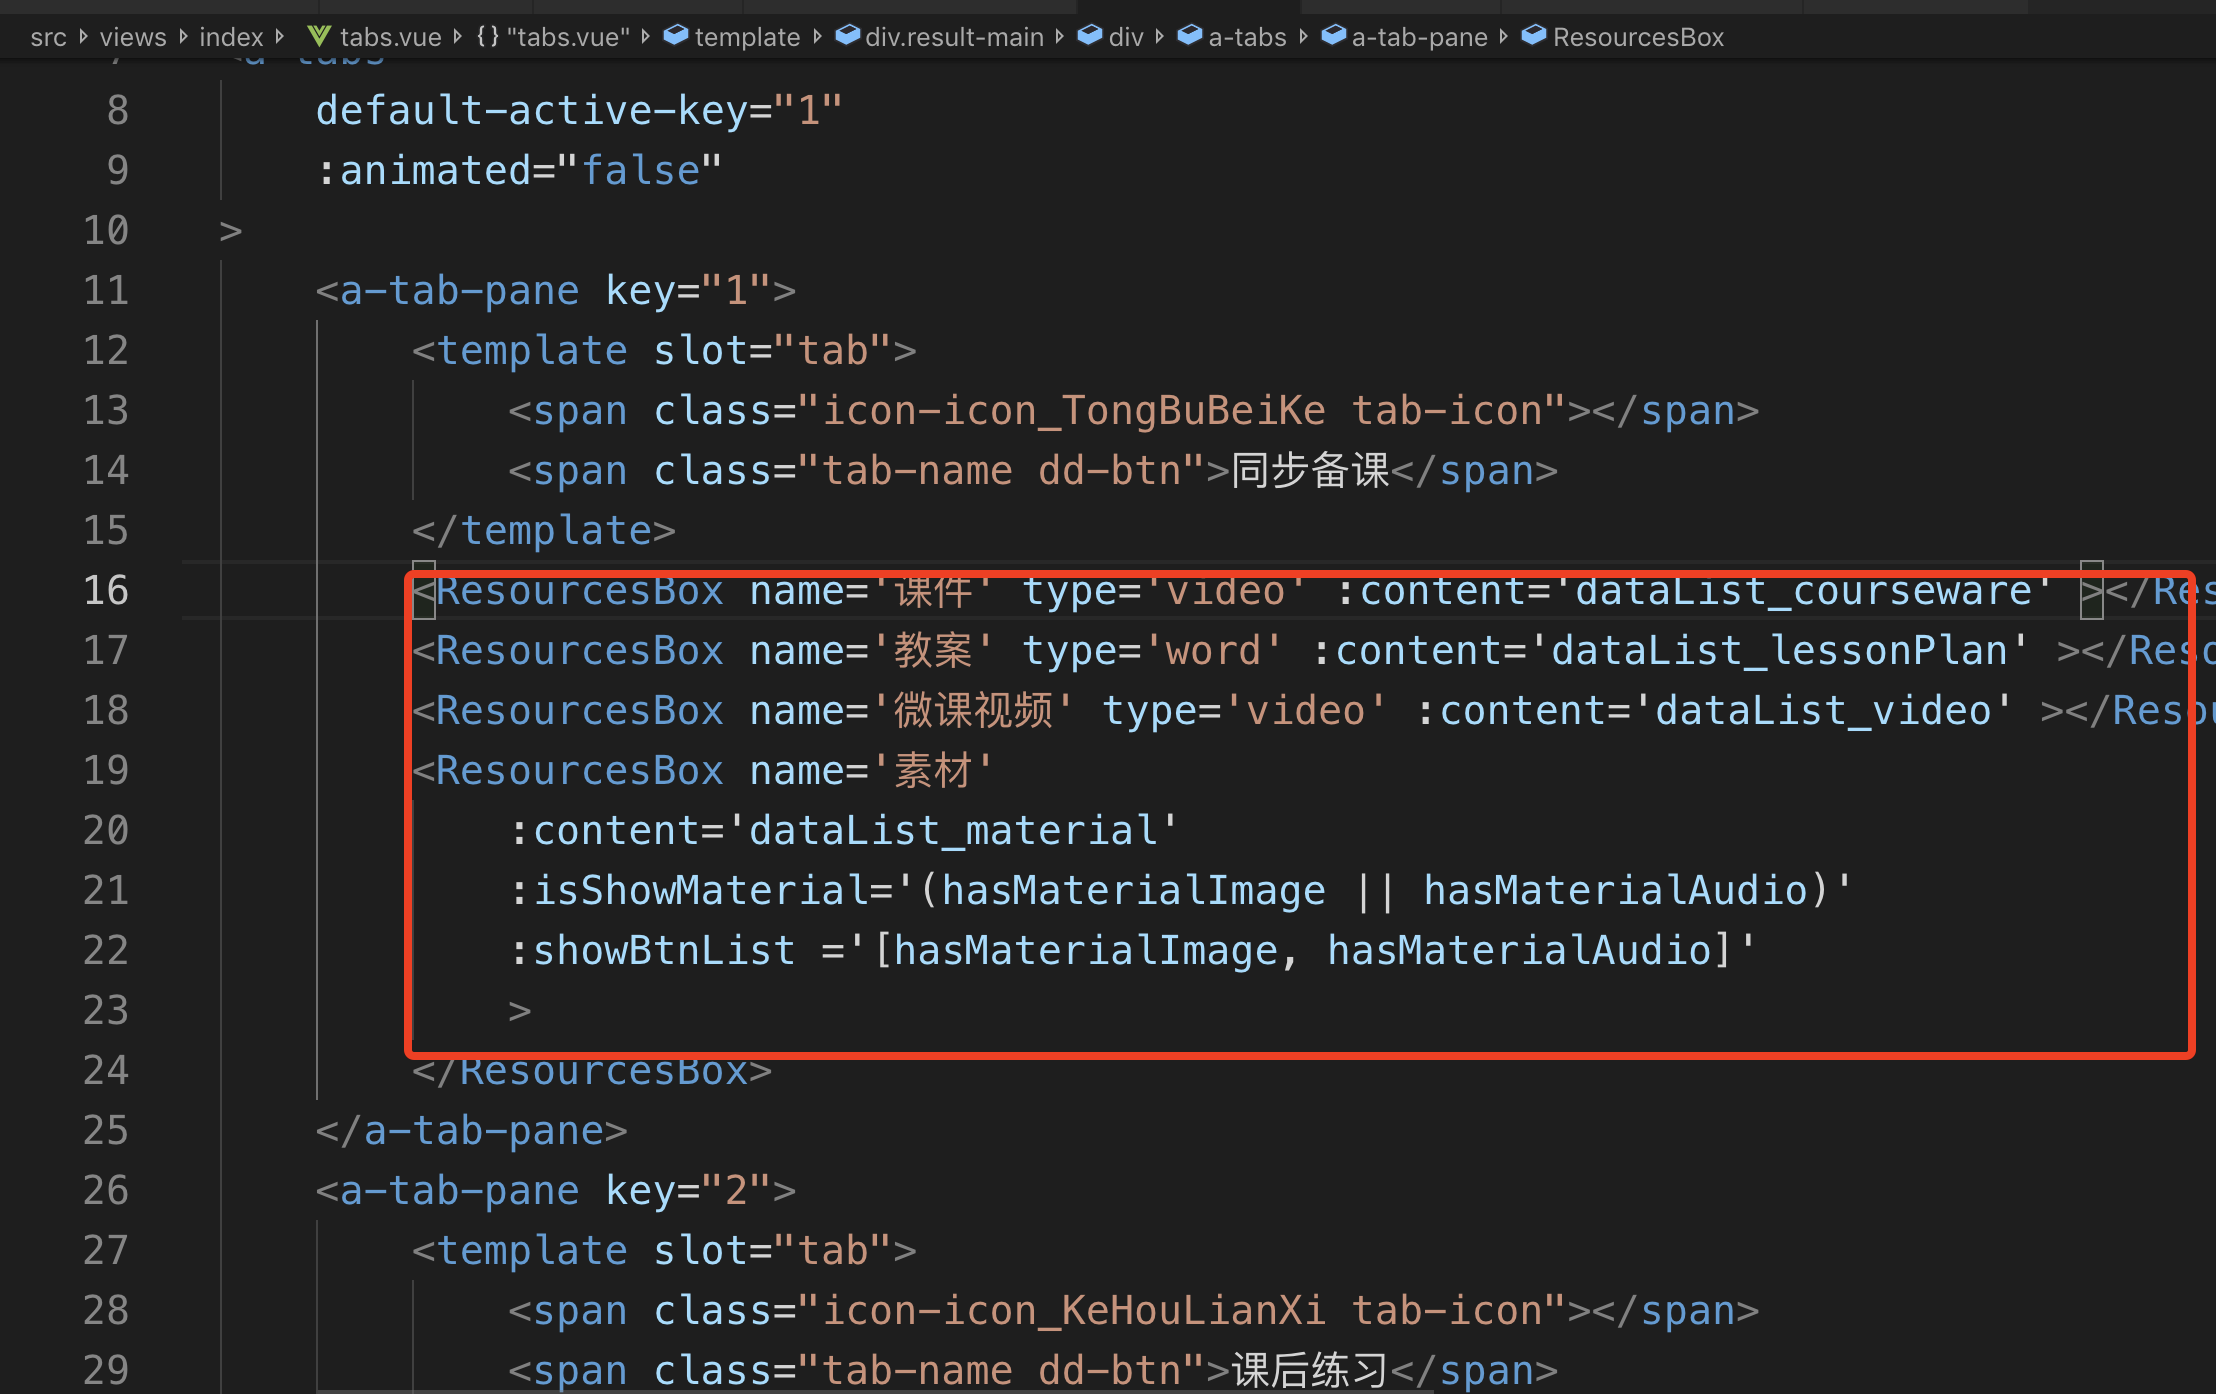 src › views › index › tabs.vue › {} "tabs.vue" › template › div.result-main › div › a-tabs › a-tab-pane › ResourcesBox
7 <a-tabs
8 default-active-key="1"
9 :animated="false"
10 >
11 <a-tab-pane key="1">
12 <template slot="tab">
13 <span class="icon-icon_TongBuBeiKe tab-icon"></span>
14 <span class="tab-name dd-btn">同步备课</span>
15 </template>
16 <ResourcesBox name='课件' type='video' :content='dataList_courseware' ></Res
17 <ResourcesBox name='教案' type='word' :content='dataList_lessonPlan' ></Reso
18 <ResourcesBox name='微课视频' type='video' :content='dataList_video' ></Resou
19 <ResourcesBox name='素材'
20 :content='dataList_material'
21 :isShowMaterial='(hasMaterialImage || hasMaterialAudio)'
22 :showBtnList ='[hasMaterialImage, hasMaterialAudio]'
23 >
24 </ResourcesBox>
25 </a-tab-pane>
26 <a-tab-pane key="2">
27 <template slot="tab">
28 <span class="icon-icon_KeHouLianXi tab-icon"></span>
29 <span class="tab-name dd-btn">课后练习</span>